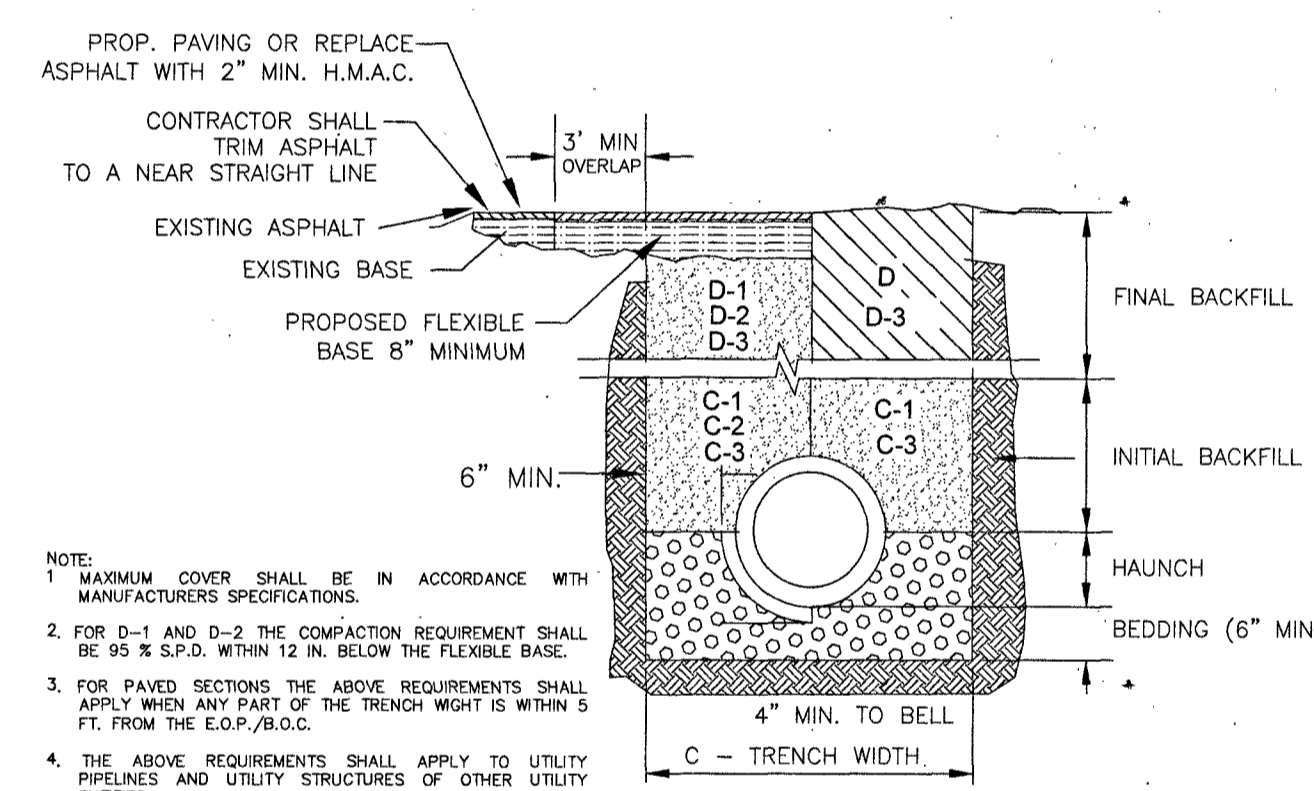 PROP. PAVING OR REPLACE
ASPHALT WITH 2" MIN. H.M.A.C.
CONTRACTOR SHALL
TRIM ASPHALT
TO A NEAR STRAIGHT LINE
3' MIN
OVERLAP
EXISTING ASPHALT
EXISTING BASE
PROPOSED FLEXIBLE
BASE 8" MINIMUM
D-1
D-2
D-3
D
D-3
FINAL BACKFILL
C-1
C-2
C-3
C-1
C-3
6" MIN.
INITIAL BACKFILL
HAUNCH
BEDDING (6" MIN
4" MIN. TO BELL
C - TRENCH WIDTH.
NOTE:
1 MAXIMUM COVER SHALL BE IN ACCORDANCE WITH
MANUFACTURERS SPECIFICATIONS.
2. FOR D-1 AND D-2 THE COMPACTION REQUIREMENT SHALL
BE 95 % S.P.D. WITHIN 12 IN. BELOW THE FLEXIBLE BASE.
3. FOR PAVED SECTIONS THE ABOVE REQUIREMENTS SHALL
APPLY WHEN ANY PART OF THE TRENCH WIGHT IS WITHIN 5
FT. FROM THE E.O.P./B.O.C.
4. THE ABOVE REQUIREMENTS SHALL APPLY TO UTILITY
PIPELINES AND UTILITY STRUCTURES OF OTHER UTILITY